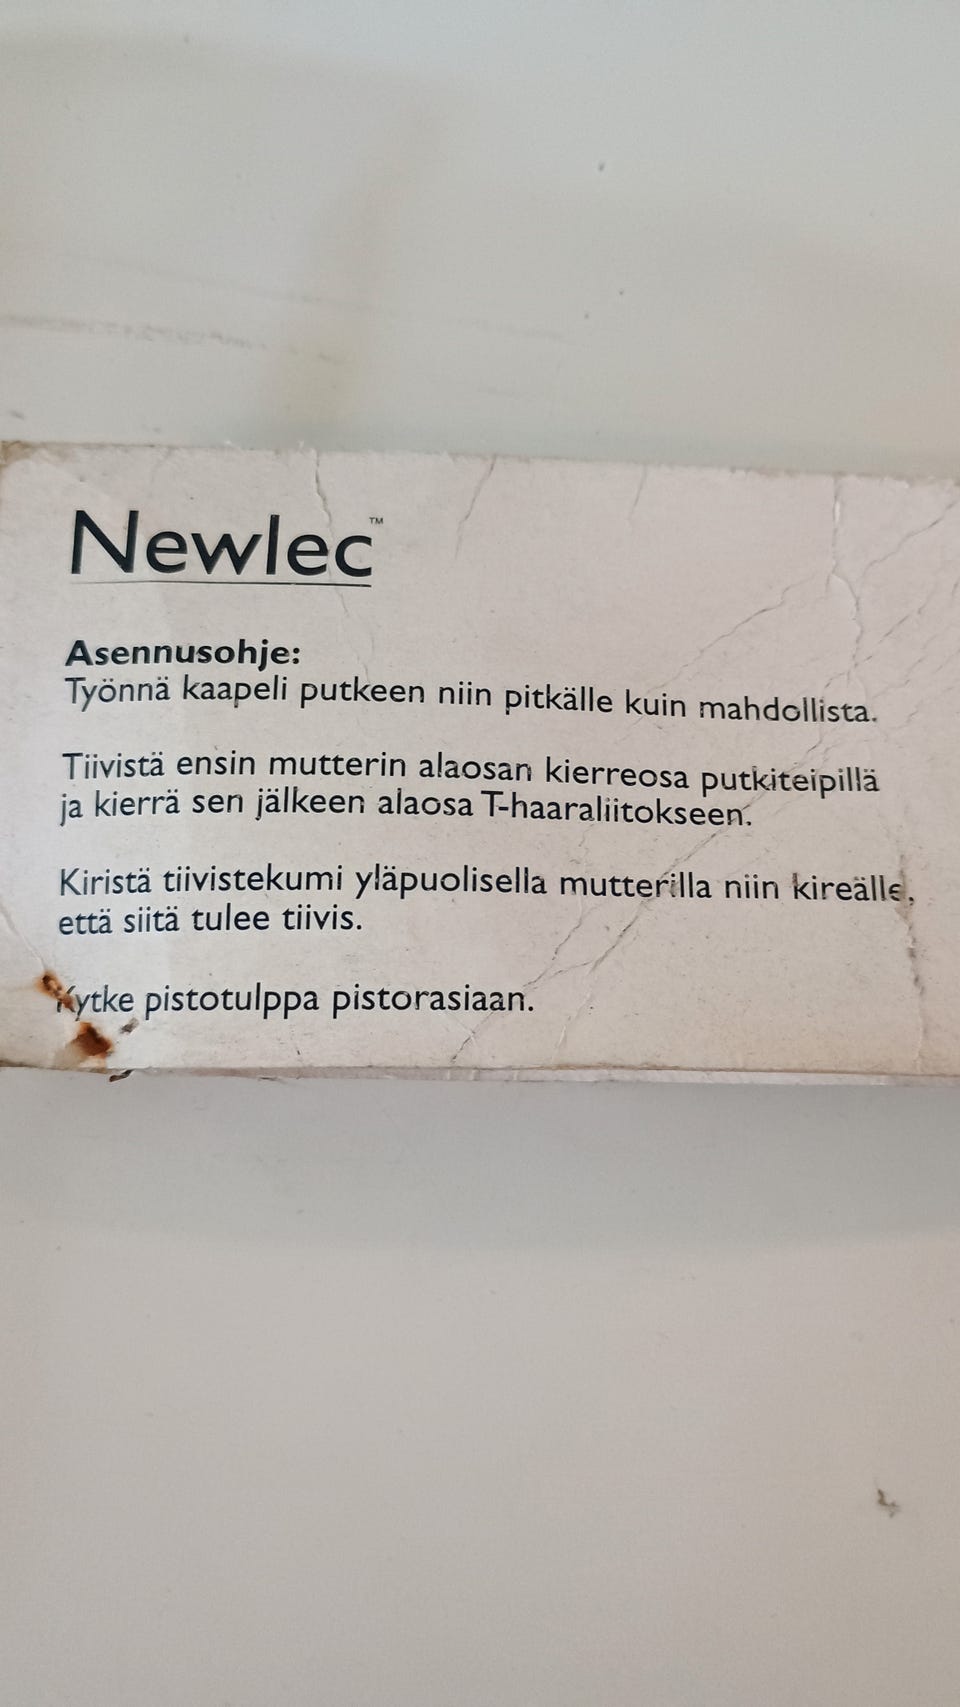 Newlec™
Asennusohje:
Työnnä kaapeli putkeen niin pitkälle kuin mahdollista.
Tiivistä ensin mutterin alaosan kierreosa putkiteipillä
ja kierrä sen jälkeen alaosa T-haaraliitokseen.
Kiristä tiivistekumi yläpuolisella mutterilla niin kireälle,
että siitä tulee tiivis.
Kytke pistotulppa pistorasiaan.